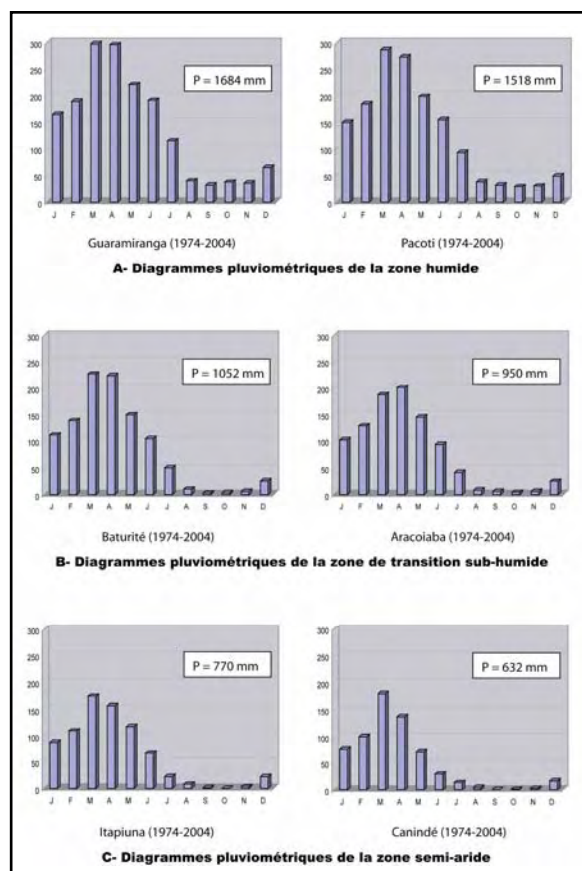 300
250
200
150
100
50
0
P = 1684 mm
J F M A M J J A S O N D
Guaramiranga (1974-2004)
300
250
200
150
100
50
0
P = 1518 mm
J F M A M J J A S O N D
Pacoti (1974-2004)
A- Diagrammes pluviométriques de la zone humide
300
250
200
150
100
50
0
P = 1052 mm
J F M A M J J A S O N D
Baturité (1974-2004)
300
250
200
150
100
50
0
P = 950 mm
J F M A M J J A S O N D
Aracoiaba (1974-2004)
B- Diagrammes pluviométriques de la zone de transition sub-humide
300
250
200
150
100
50
0
P = 770 mm
J F M A M J J A S O N D
Itapiuna (1974-2004)
300
250
200
150
100
50
0
P = 632 mm
J F M A M J J A S O N D
Canindé (1974-2004)
C- Diagrammes pluviométriques de la zone semi-aride